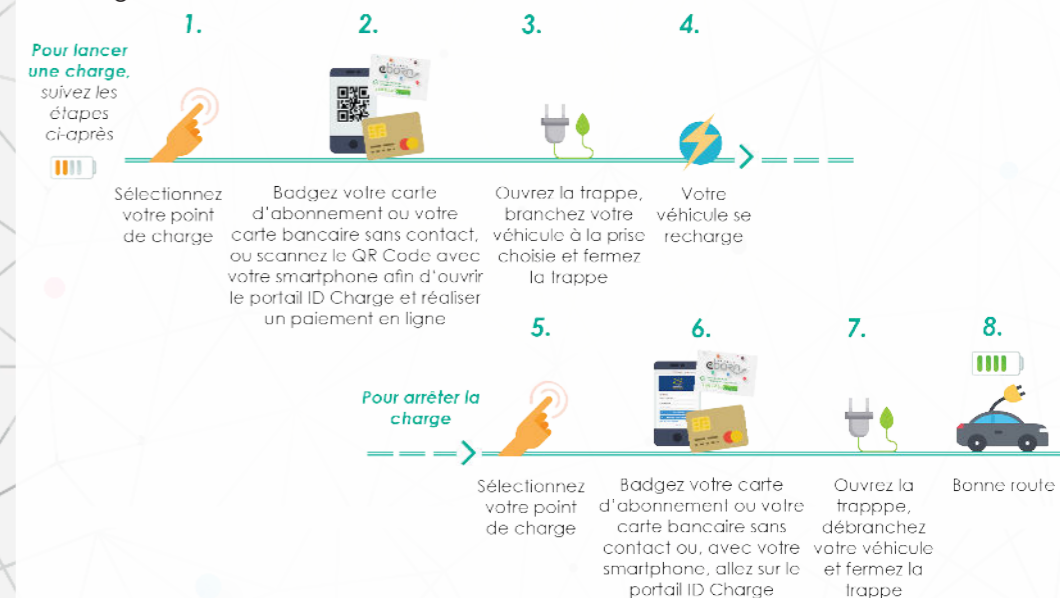 1.
2.
3.
4.
Pour lancer
une charge,
suivez les
étapes
ci-après
Sélectionnez
votre point
de charge
Badgez votre carte
d'abonnement ou votre
carte bancaire sans contact,
ou scannez le QR Code avec
votre smartphone afin d'ouvrir
le portail ID Charge et réaliser
un paiement en ligne
Ouvrez la trappe,
branchez votre
véhicule à la prise
choisie et fermez
la trappe
Votre
véhicule se
recharge
5.
6.
7.
8.
Pour arrêter la
charge
Sélectionnez
votre point
de charge
Badgez votre carte
d'abonnement ou votre
carte bancaire sans
contact ou, avec votre
smartphone, allez sur le
portail ID Charge
Ouvrez la
trapppe,
débranchez
votre véhicule
et fermez la
trappe
Bonne route